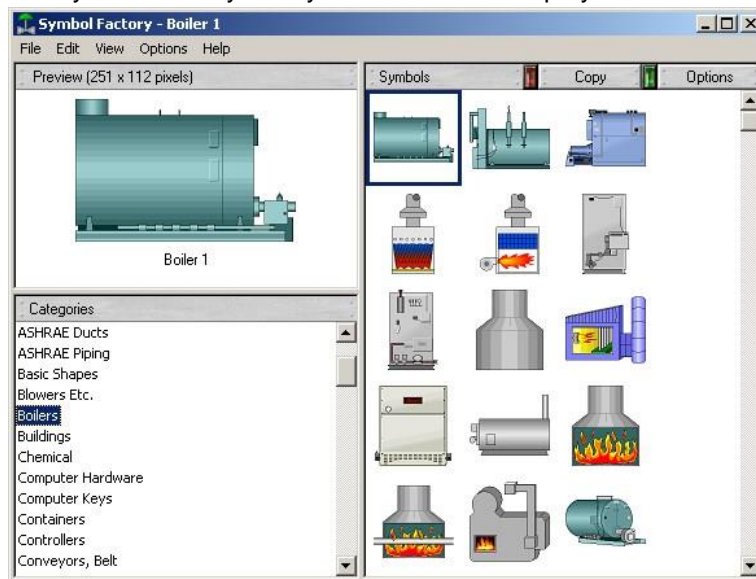 Symbol Factory - Boiler 1
File Edit View Options Help
Preview (251 x 112 pixels)
Boiler 1
Categories
ASHRAE Ducts
ASHRAE Piping
Basic Shapes
Blowers Etc.
Boilers
Buildings
Chemical
Computer Hardware
Computer Keys
Containers
Controllers
Conveyors, Belt
Symbols Copy Options